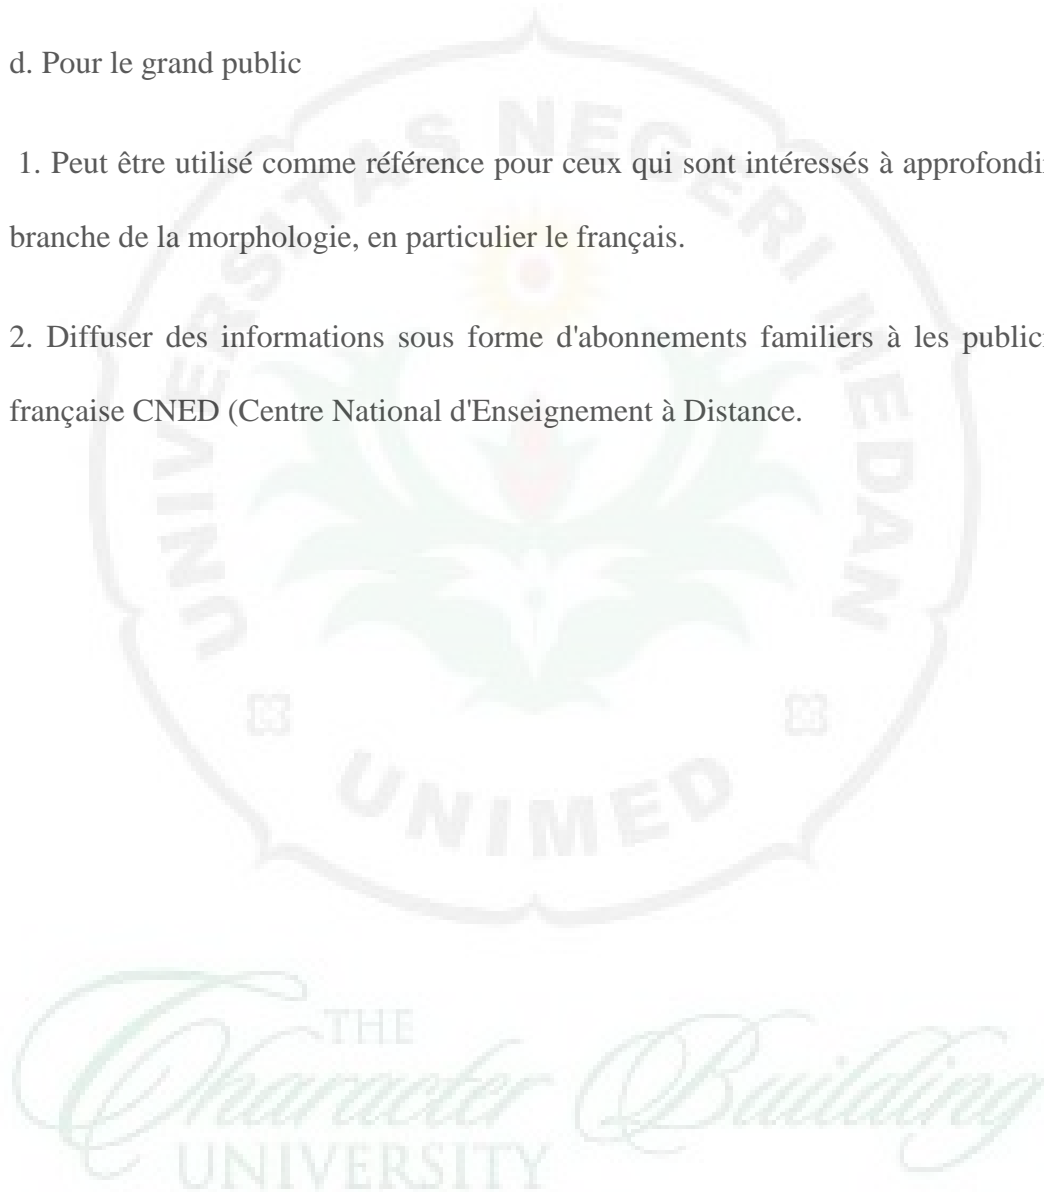 d. Pour le grand public
1. Peut être utilisé comme référence pour ceux qui sont intéressés à
branche de la morphologie, en particulier le français.
2. Diffuser des informations sous forme d'abonnements familiers à les
française CNED (Centre National d'Enseignement à Distance.
UNIVERSITAS NEGERI MEDAN
UNIMED
THE
Character Building
UNIVERSITY